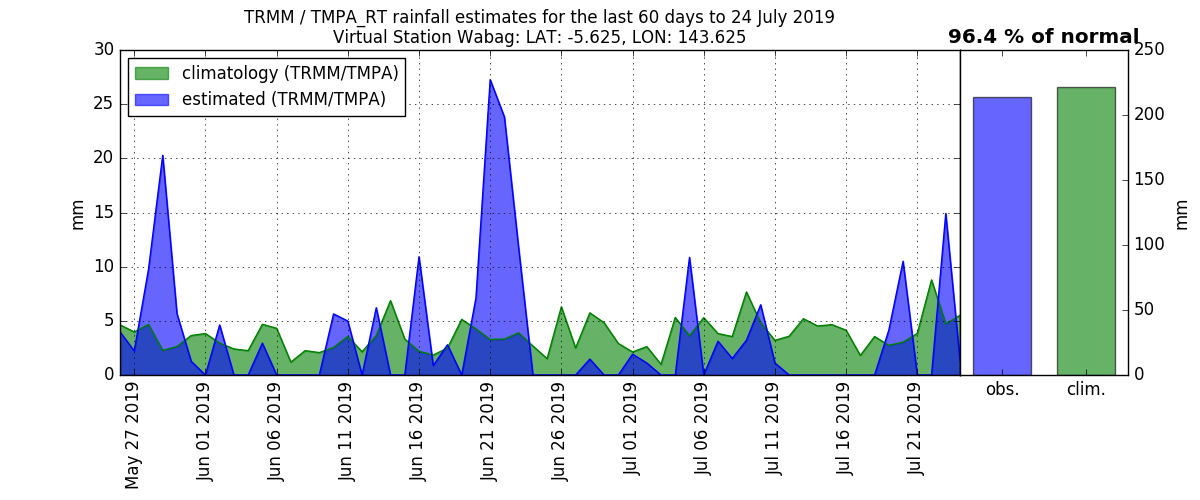 TRMM / TMPA_RT rainfall estimates for the last 60 days to 24 July 2019
Virtual Station Wabag: LAT: -5.625, LON: 143.625
96.4 % of normal
climatology (TRMM/TMPA)
estimated (TRMM/TMPA)
30
25
20
15
10
5
0
mm
250
200
150
100
50
0
mm
May 27 2019
Jun 01 2019
Jun 06 2019
Jun 11 2019
Jun 16 2019
Jun 21 2019
Jun 26 2019
Jul 01 2019
Jul 06 2019
Jul 11 2019
Jul 16 2019
Jul 21 2019
obs.
clim.